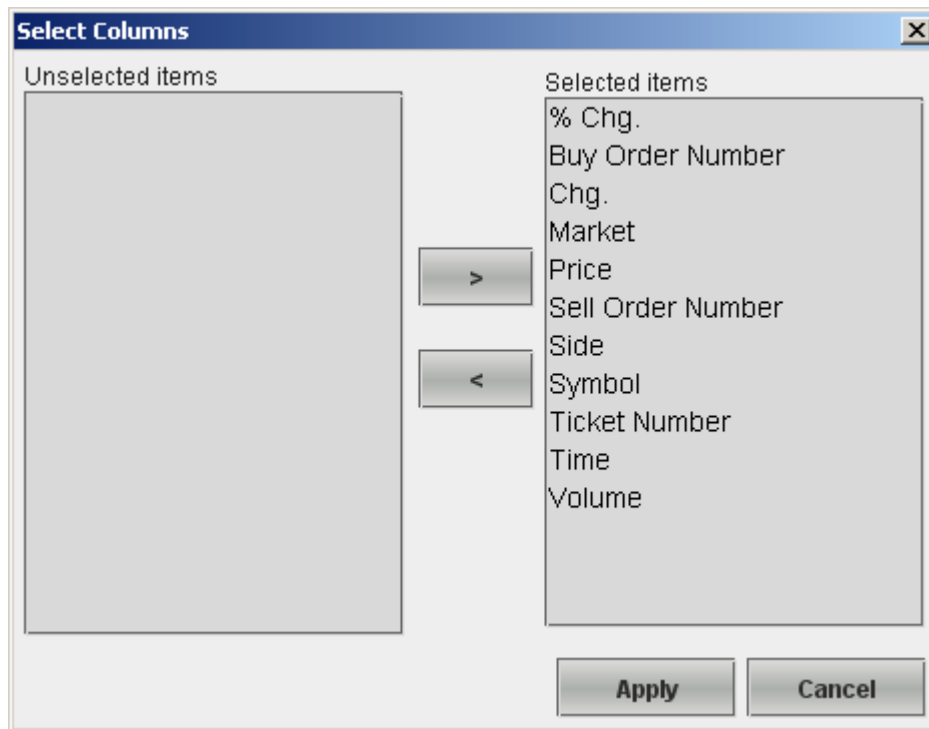 Select Columns
Unselected items
Selected items
% Chg.
Buy Order Number
Chg.
Market
Price
Sell Order Number
Side
Symbol
Ticket Number
Time
Volume
>
<
Apply
Cancel